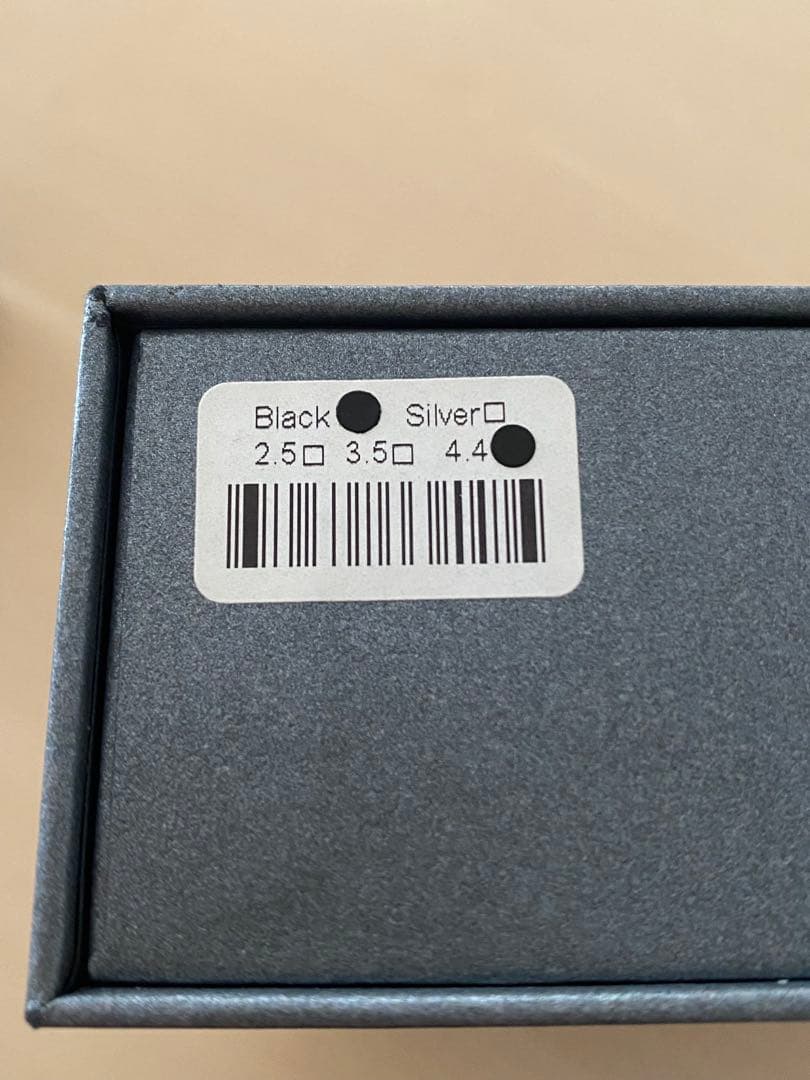 Black● Silver□
2.5□ 3.5□ 4.4●